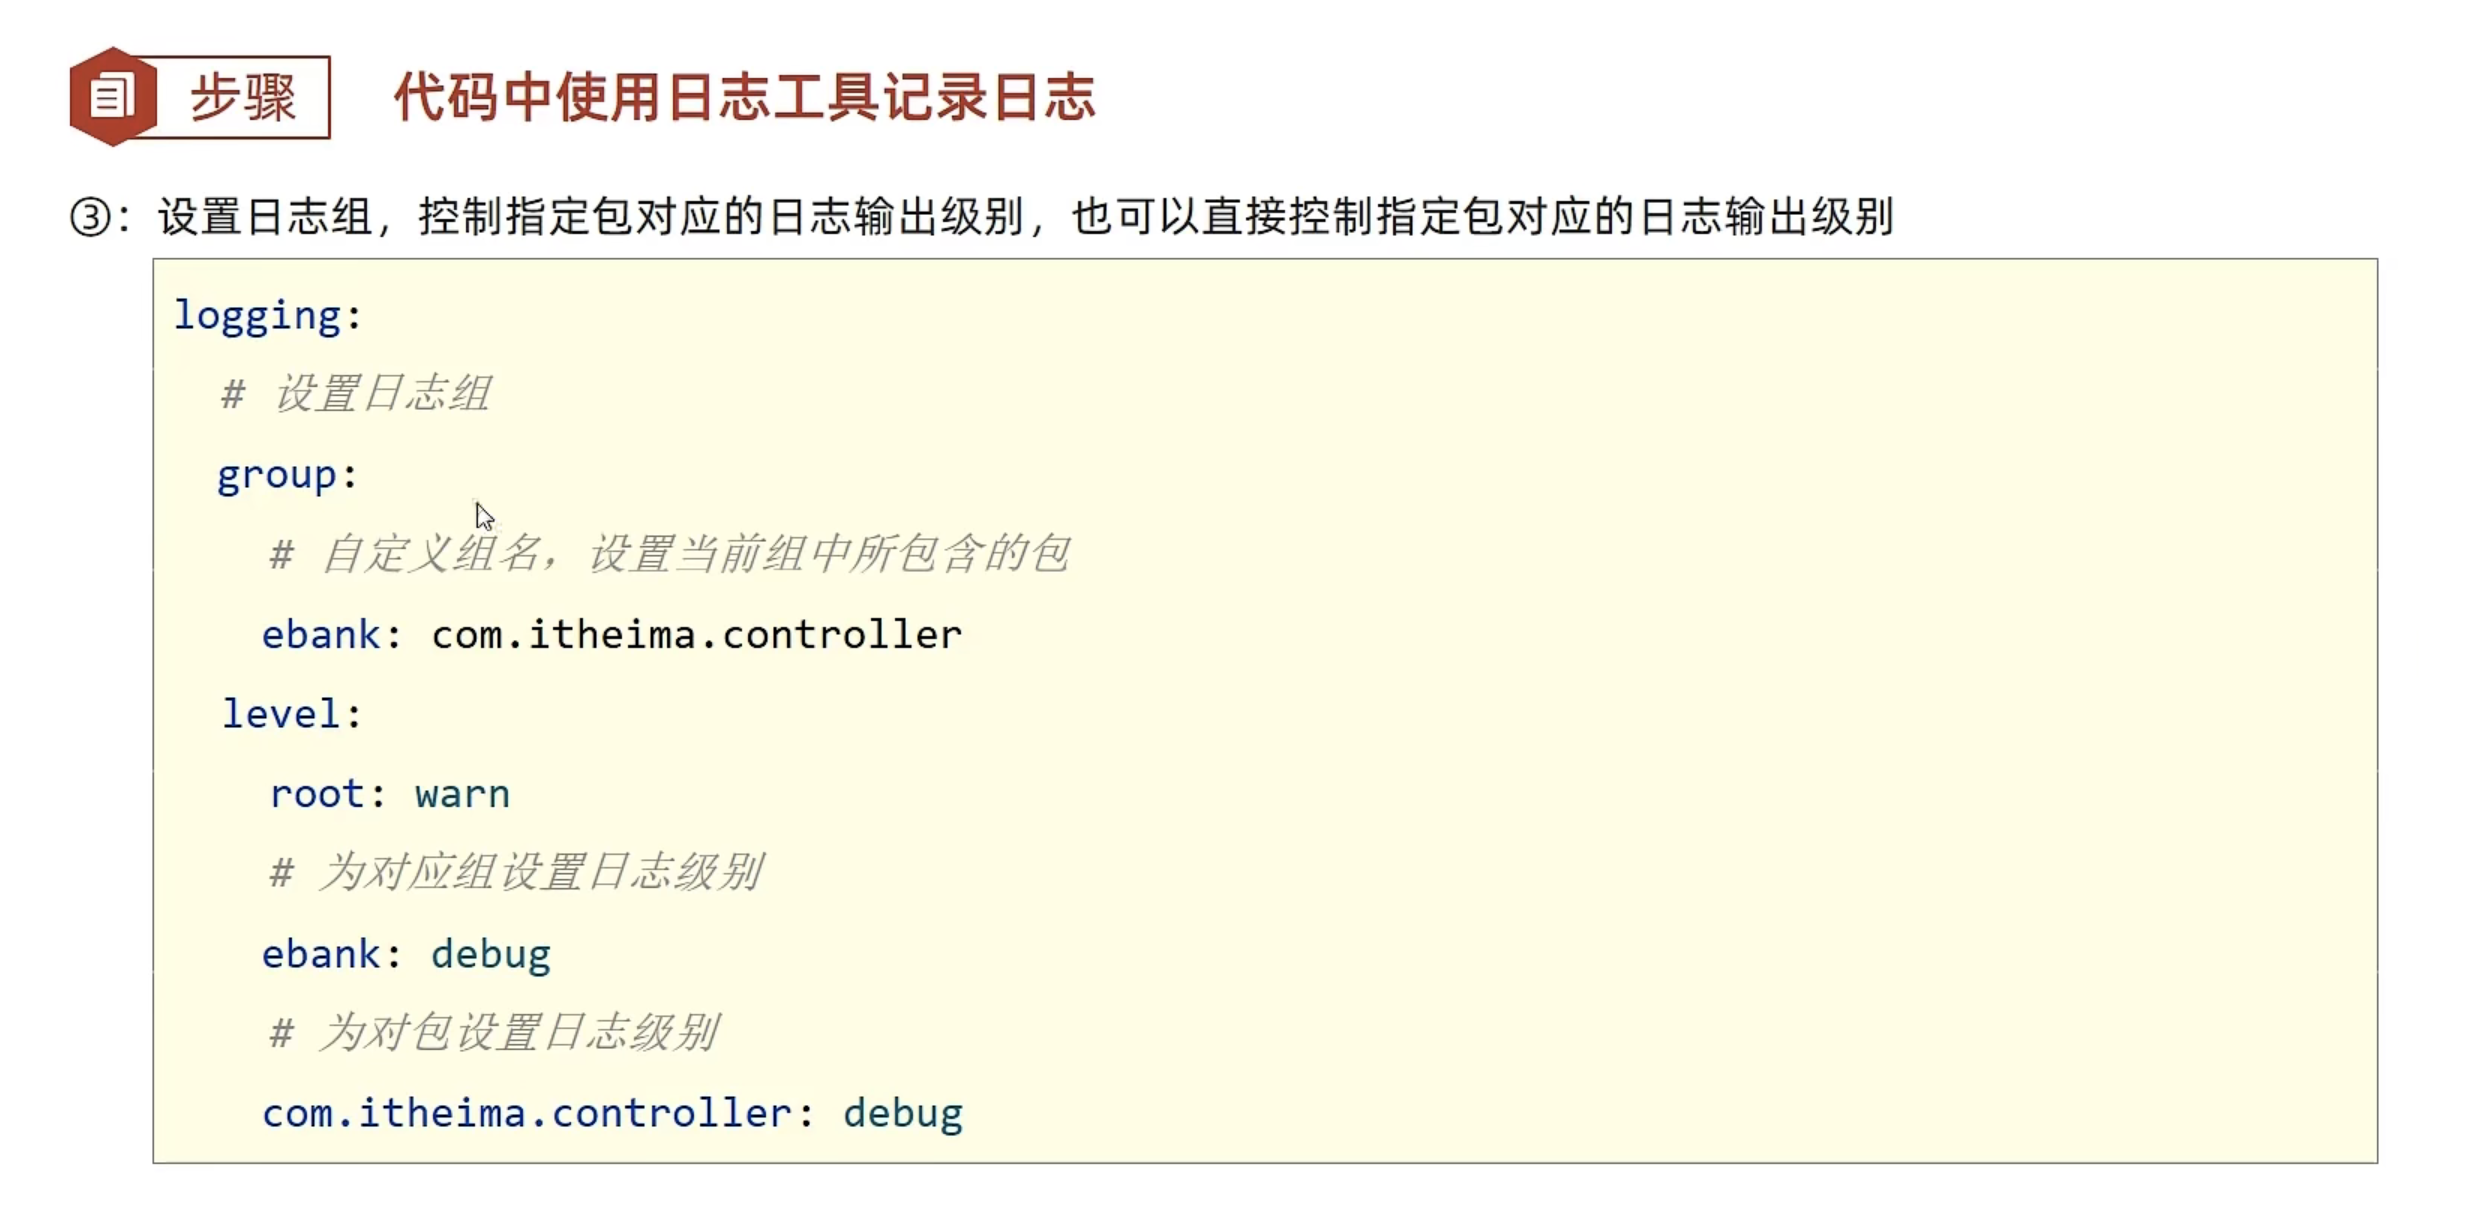 步骤 代码中使用日志工具记录日志
③：设置日志组，控制指定包对应的日志输出级别，也可以直接控制指定包对应的日志输出级别
logging:
# 设置日志组
group:
# 自定义组名，设置当前组中所包含的包
ebank: com.itheima.controller
level:
root: warn
# 为对应组设置日志级别
ebank: debug
# 为对包设置日志级别
com.itheima.controller: debug